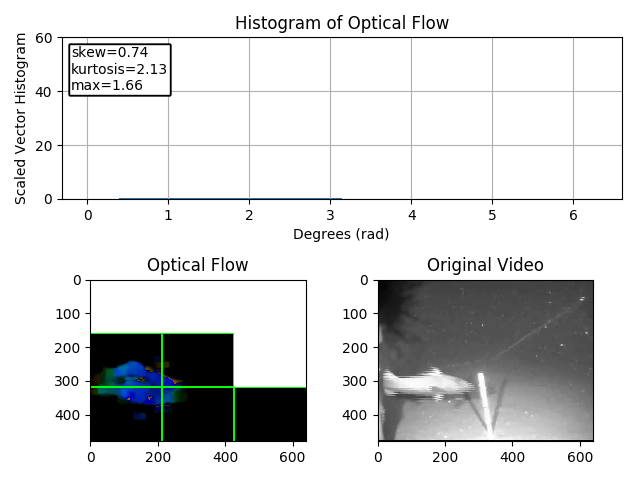 Histogram of Optical Flow
Scaled Vector Histogram
60
40
20
0
skew=0.74
kurtosis=2.13
max=1.66
0 1 2 3 4 5 6
Degrees (rad)
Optical Flow
0
100
200
300
400
0 200 400 600
Original Video
0
100
200
300
400
0 200 400 600